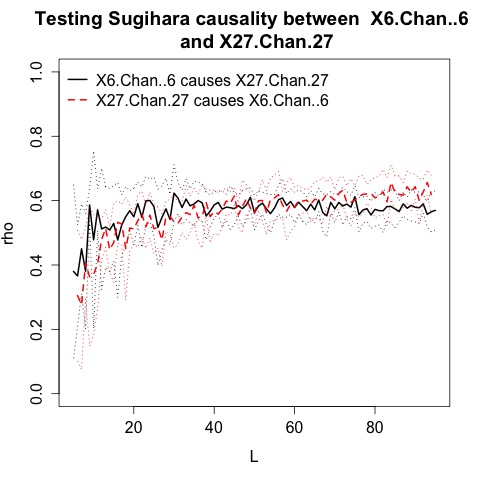 Testing Sugihara causality between  X6.Chan..6
and X27.Chan.27
X6.Chan..6 causes X27.Chan.27
X27.Chan.27 causes X6.Chan..6
rho
1.0
0.8
0.6
0.4
0.2
0.0
20 40 60 80
L